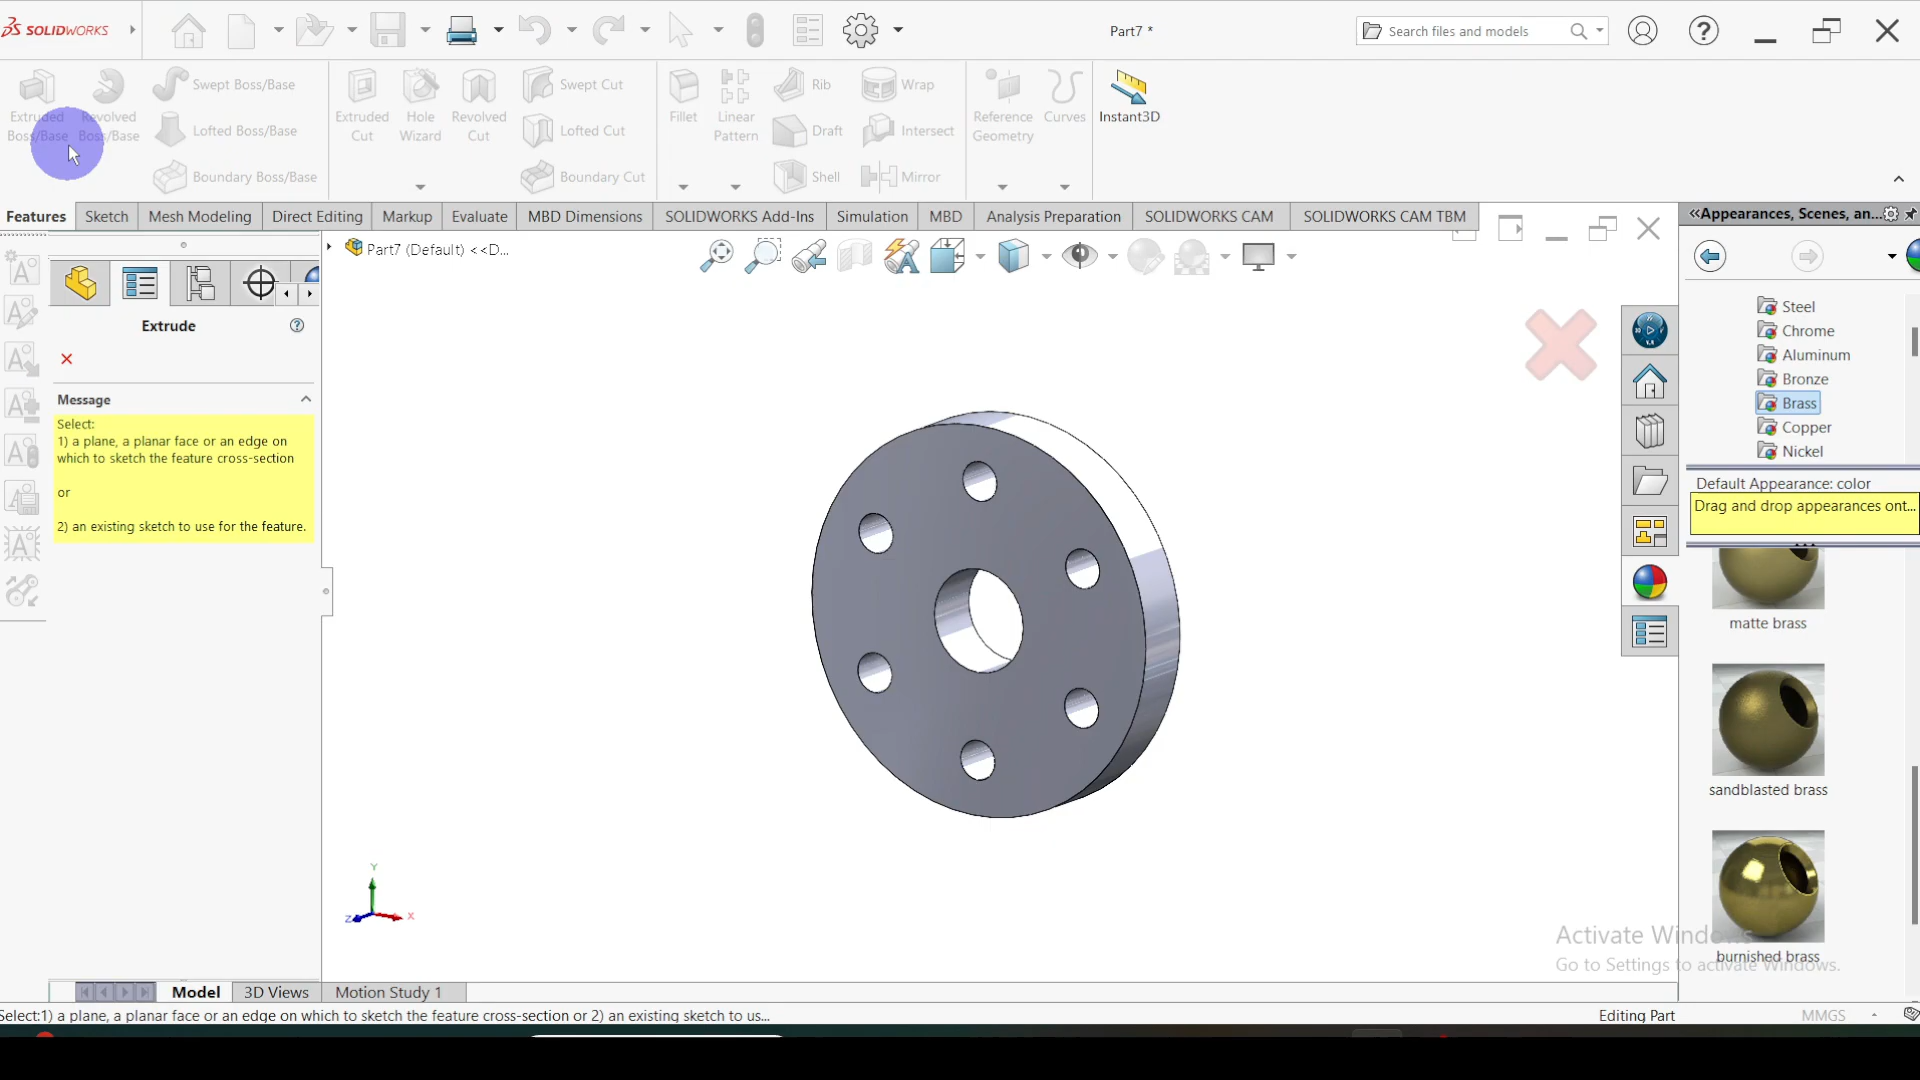 SOLIDWORKS
Part7 *
Search files and models
Extruded Boss/Base
Revolved Boss/Base
Swept Boss/Base
Lofted Boss/Base
Boundary Boss/Base
Extruded Cut
Hole Wizard
Revolved Cut
Swept Cut
Lofted Cut
Boundary Cut
Fillet
Linear Pattern
Rib
Draft
Shell
Wrap
Intersect
Mirror
Reference Geometry
Curves
Instant3D
Features
Sketch
Mesh Modeling
Direct Editing
Markup
Evaluate
MBD Dimensions
SOLIDWORKS Add-Ins
Simulation
MBD
Analysis Preparation
SOLIDWORKS CAM
SOLIDWORKS CAM TBM
Appearances, Scenes, an...
Part7 (Default) <<D...
Extrude
Message
Select:
1) a plane, a planar face or an edge on
which to sketch the feature cross-section
or
2) an existing sketch to use for the feature.
Steel
Chrome
Aluminum
Bronze
Brass
Copper
Nickel
Default Appearance: color
Drag and drop appearances ont...
matte brass
sandblasted brass
burnished brass
Y
Z
X
Activate Windows
Go to Settings to activate Windows.
Model
3D Views
Motion Study 1
Select:1) a plane, a planar face or an edge on which to sketch the feature cross-section or 2) an existing sketch to us...
Editing Part
MMGS